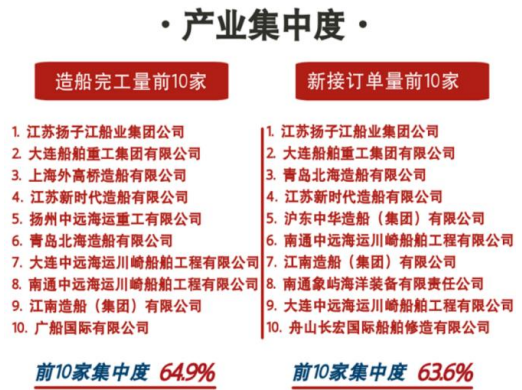 ·产业集中度·
造船完工量前10家
1. 江苏扬子江船业集团公司
2. 大连船舶重工集团有限公司
3. 上海外高桥造船有限公司
4. 江苏新时代造船有限公司
5. 扬州中远海运重工有限公司
6. 青岛北海造船有限公司
7. 大连中远海运川崎船舶工程有限公司
8. 南通中远海运川崎船舶工程有限公司
9. 江南造船（集团）有限公司
10. 广船国际有限公司
前10家集中度 64.9%
新接订单量前10家
1. 江苏扬子江船业集团公司
2. 大连船舶重工集团有限公司
3. 青岛北海造船有限公司
4. 江苏新时代造船有限公司
5. 沪东中华造船（集团）有限公司
6. 南通中远海运川崎船舶工程有限公司
7. 江南造船（集团）有限公司
8. 南通象屿海洋装备有限责任公司
9. 大连中远海运川崎船舶工程有限公司
10. 舟山长宏国际船舶修造有限公司
前10家集中度 63.6%